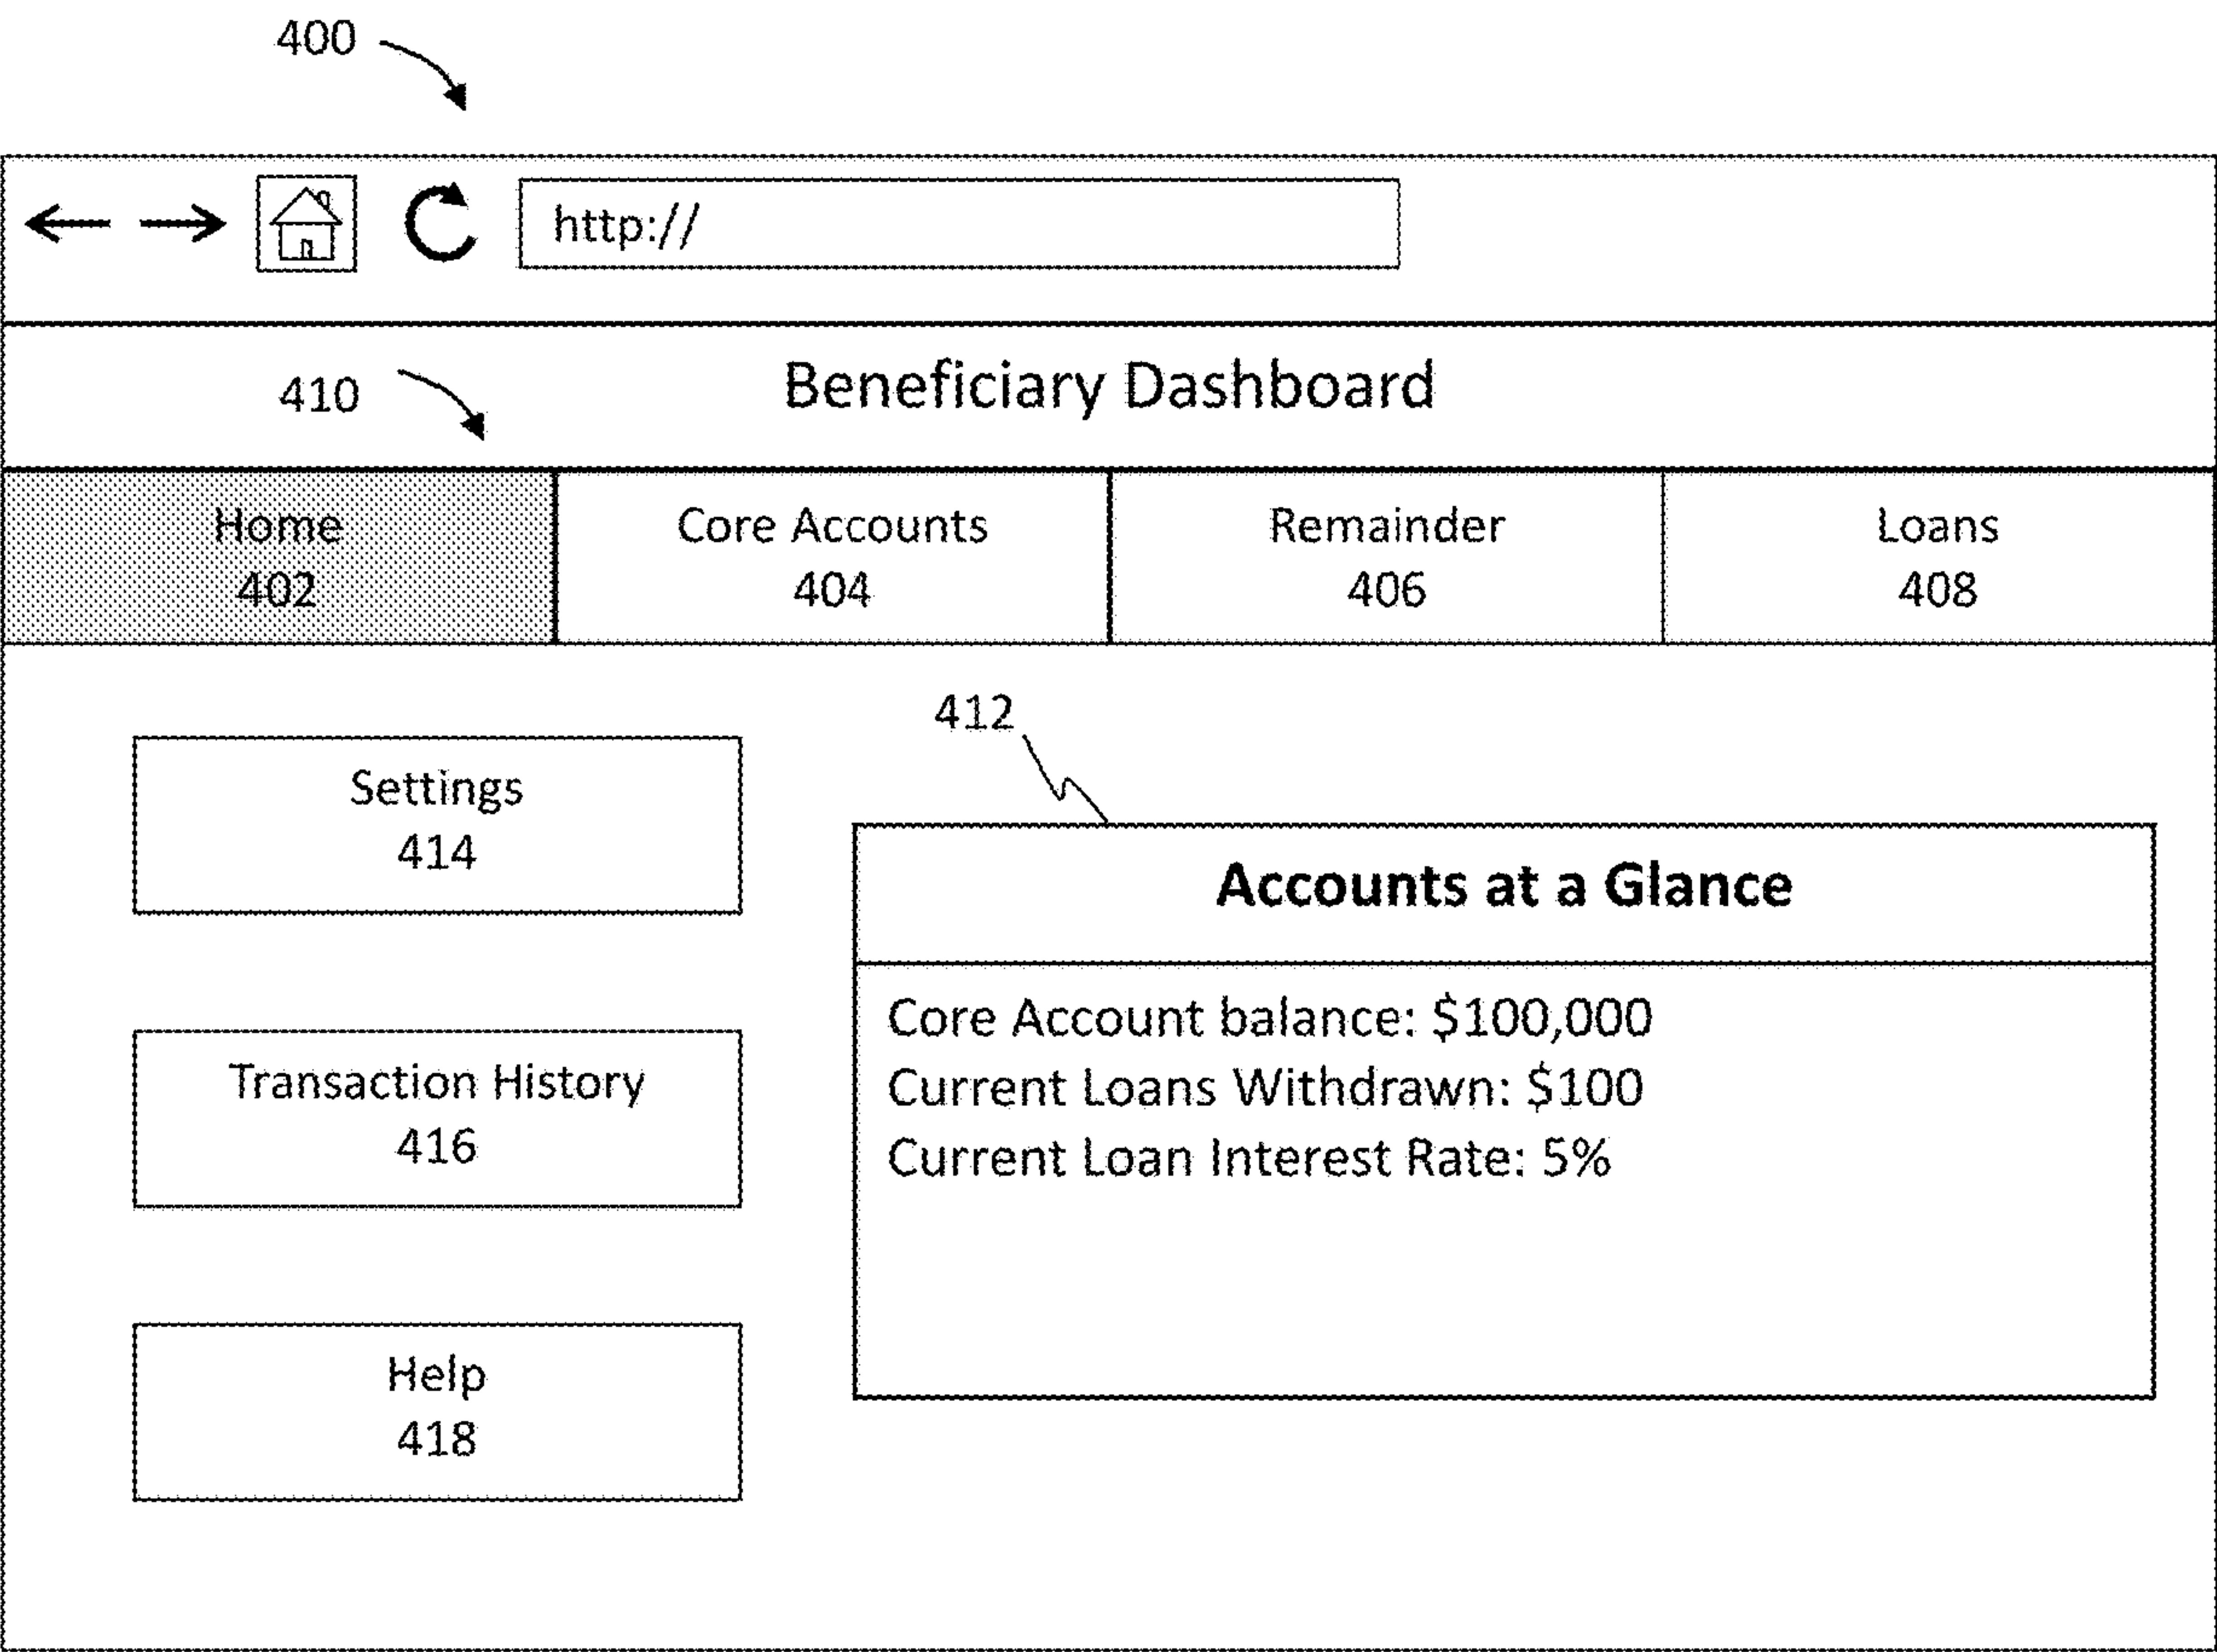 400
http://
410
Beneficiary Dashboard
Home
402
Core Accounts
404
Remainder
406
Loans
408
412
Settings
414
Transaction History
416
Help
418
Accounts at a Glance
Core Account balance: $100,000
Current Loans Withdrawn: $100
Current Loan Interest Rate: 5%